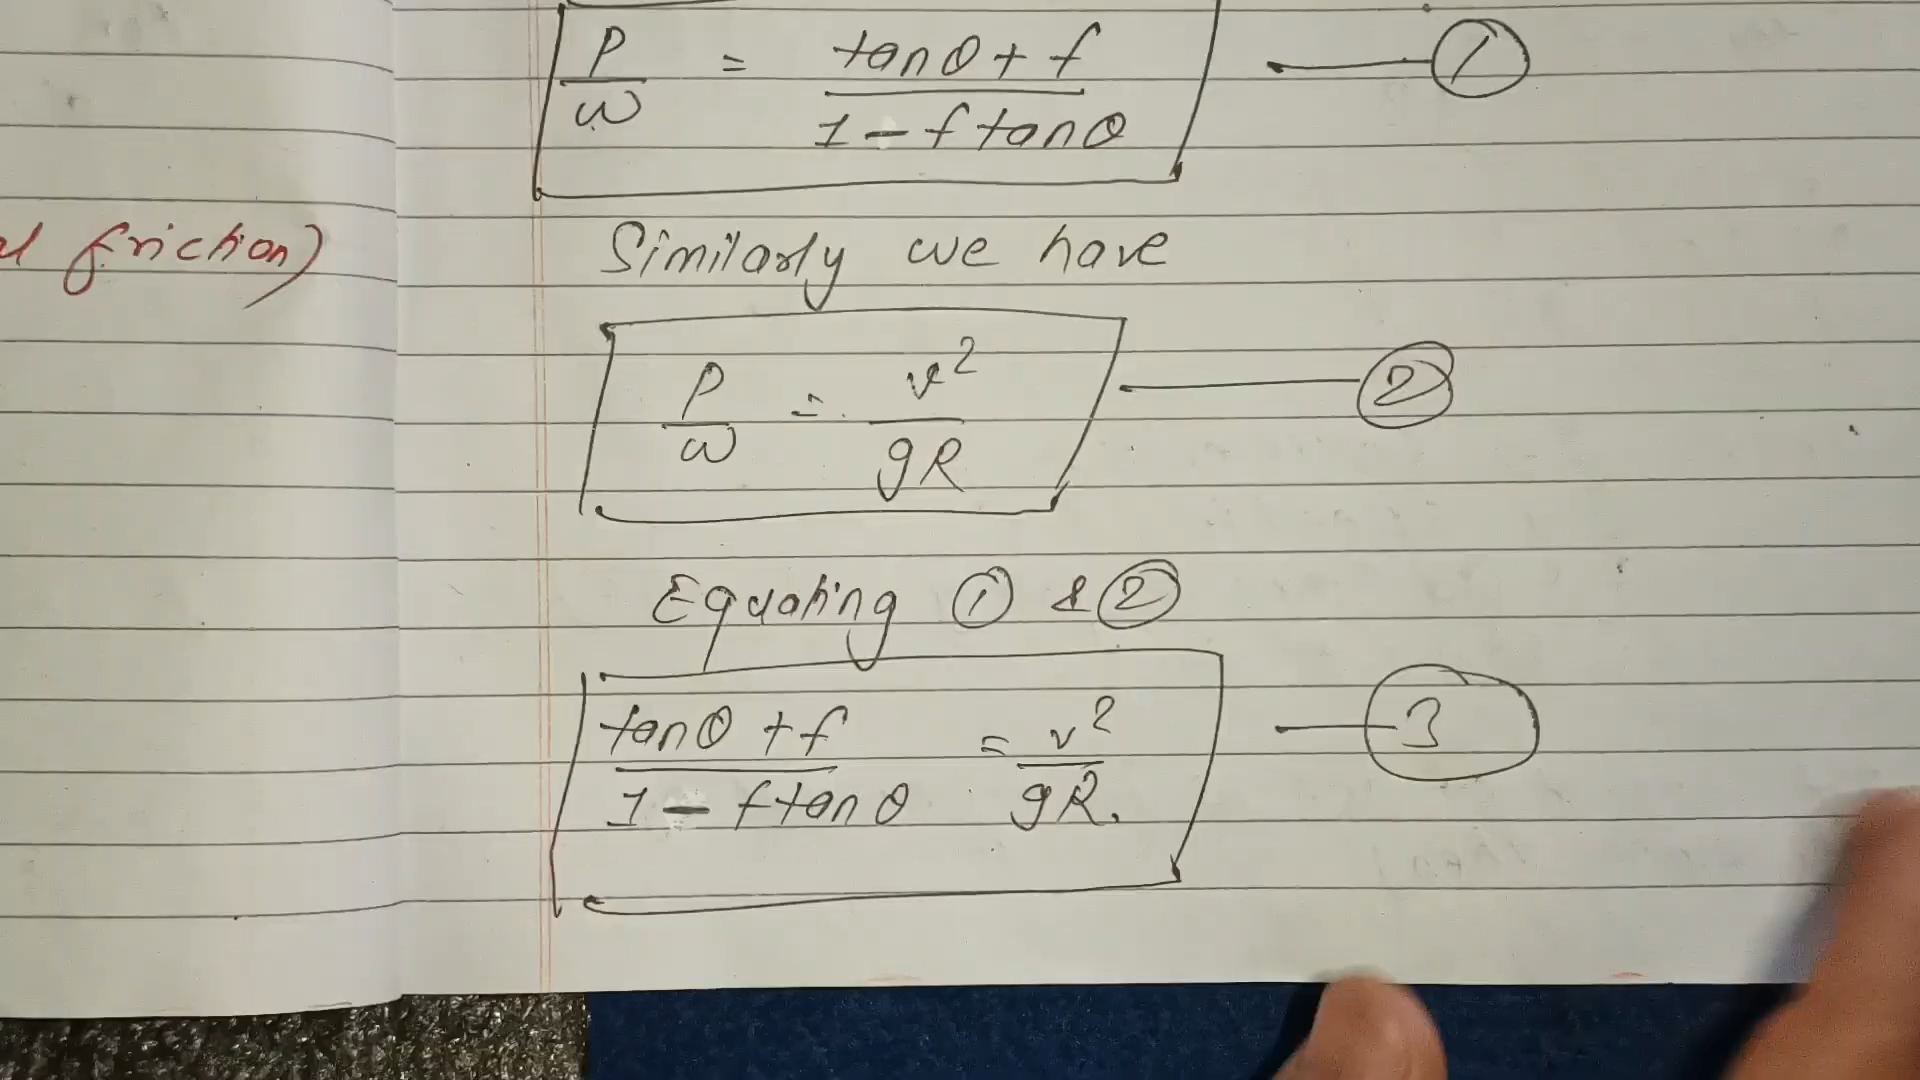 P/w = tanθ + f / 1 - f tanθ ①
friction)
Similarly we have
P/w = v² / gR ②
Equating ① & ②
tanθ + f / 1 - f tanθ = v² / gR. ③